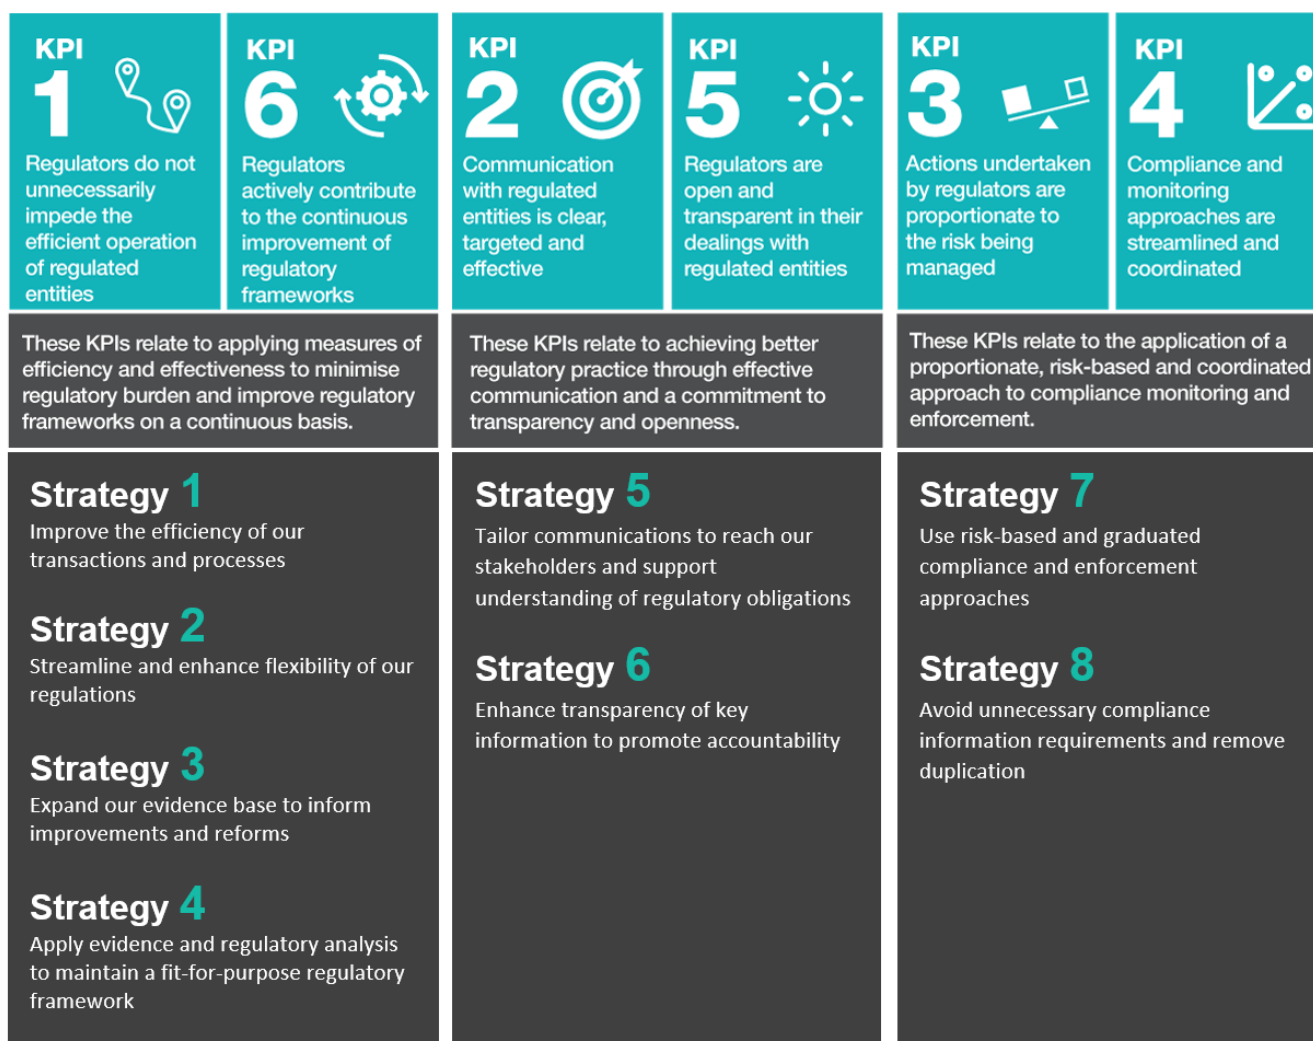 KPI
1
Regulators do not
unnecessarily
impede the
efficient operation
of regulated
entities
KPI
6
Regulators
actively contribute
to the continuous
improvement of
regulatory
frameworks
These KPIs relate to applying measures of
efficiency and effectiveness to minimise
regulatory burden and improve regulatory
frameworks on a continuous basis.
Strategy 1
Improve the efficiency of our
transactions and processes
Strategy 2
Streamline and enhance flexibility of our
regulations
Strategy 3
Expand our evidence base to inform
improvements and reforms
Strategy 4
Apply evidence and regulatory analysis
to maintain a fit-for-purpose regulatory
framework
KPI
2
Communication
with regulated
entities is clear,
targeted and
effective
KPI
5
Regulators are
open and
transparent in their
dealings with
regulated entities
These KPIs relate to achieving better
regulatory practice through effective
communication and a commitment to
transparency and openness.
Strategy 5
Tailor communications to reach our
stakeholders and support
understanding of regulatory obligations
Strategy 6
Enhance transparency of key
information to promote accountability
KPI
3
Actions undertaken
by regulators are
proportionate to
the risk being
managed
KPI
4
Compliance and
monitoring
approaches are
streamlined and
coordinated
These KPIs relate to the application of a
proportionate, risk-based and coordinated
approach to compliance monitoring and
enforcement.
Strategy 7
Use risk-based and graduated
compliance and enforcement
approaches
Strategy 8
Avoid unnecessary compliance
information requirements and remove
duplication